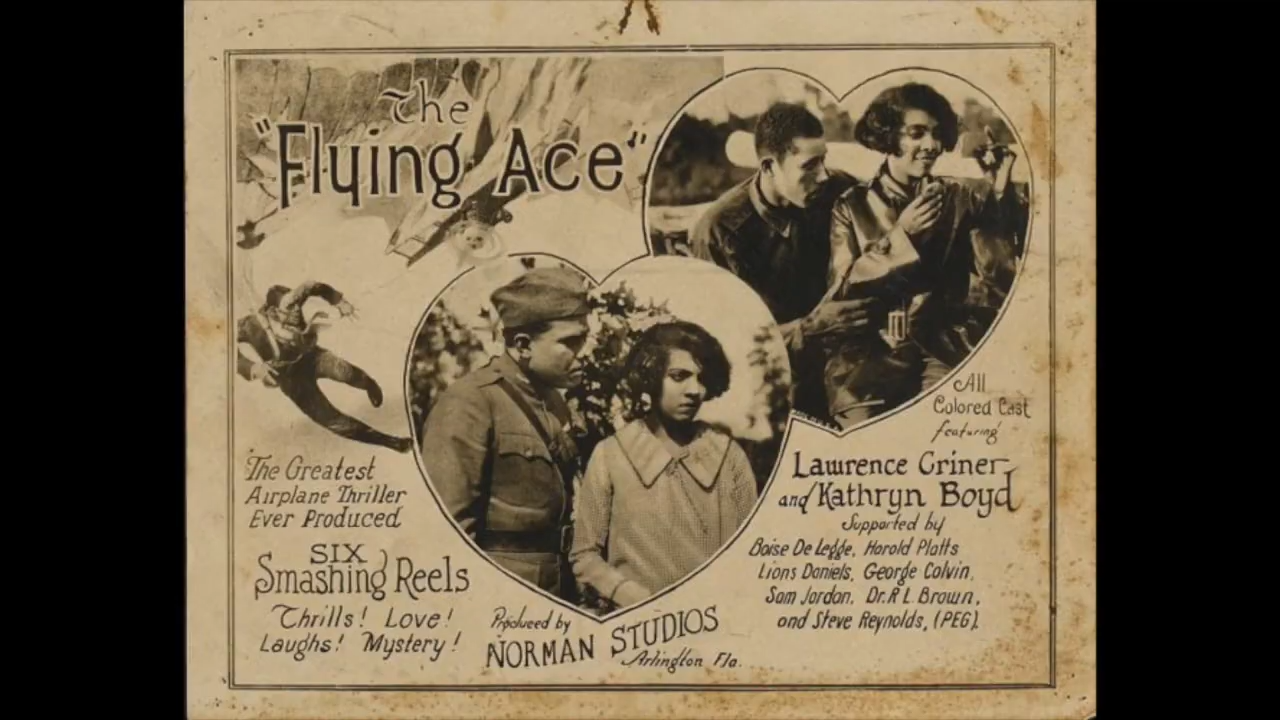 The
"Flying Ace"
The Greatest
Airplane Thriller
Ever Produced
SIX
Smashing Reels
Thrills! Love!
Laughs! Mystery!
Produced by
NORMAN STUDIOS
Arlington Fla.
All
Colored Cast
featuring
Lawrence Criner
and Kathryn Boyd
Supported by
Boise De Legge, Harold Platts
Lions Daniels, George Colvin,
Sam Jordan, Dr. R. L. Brown,
and Steve Reynolds, (PEG).